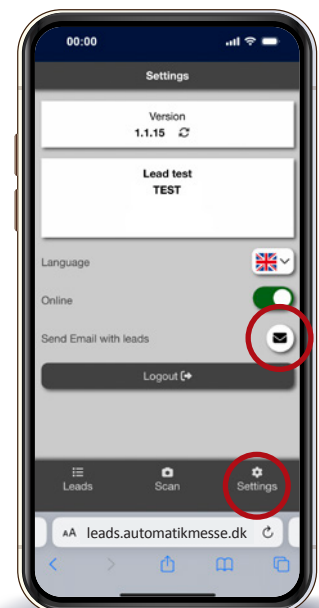 00:00
Settings
Version
1.1.15
Lead test
TEST
Language
Online
Send Email with leads
Logout
Leads Scan Settings
AA leads.automatikmesse.dk